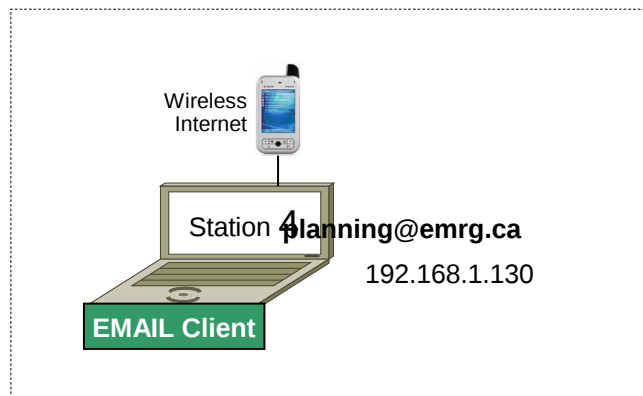 Wireless
Internet
Station 4
planning@emrg.ca
192.168.1.130
EMAIL Client